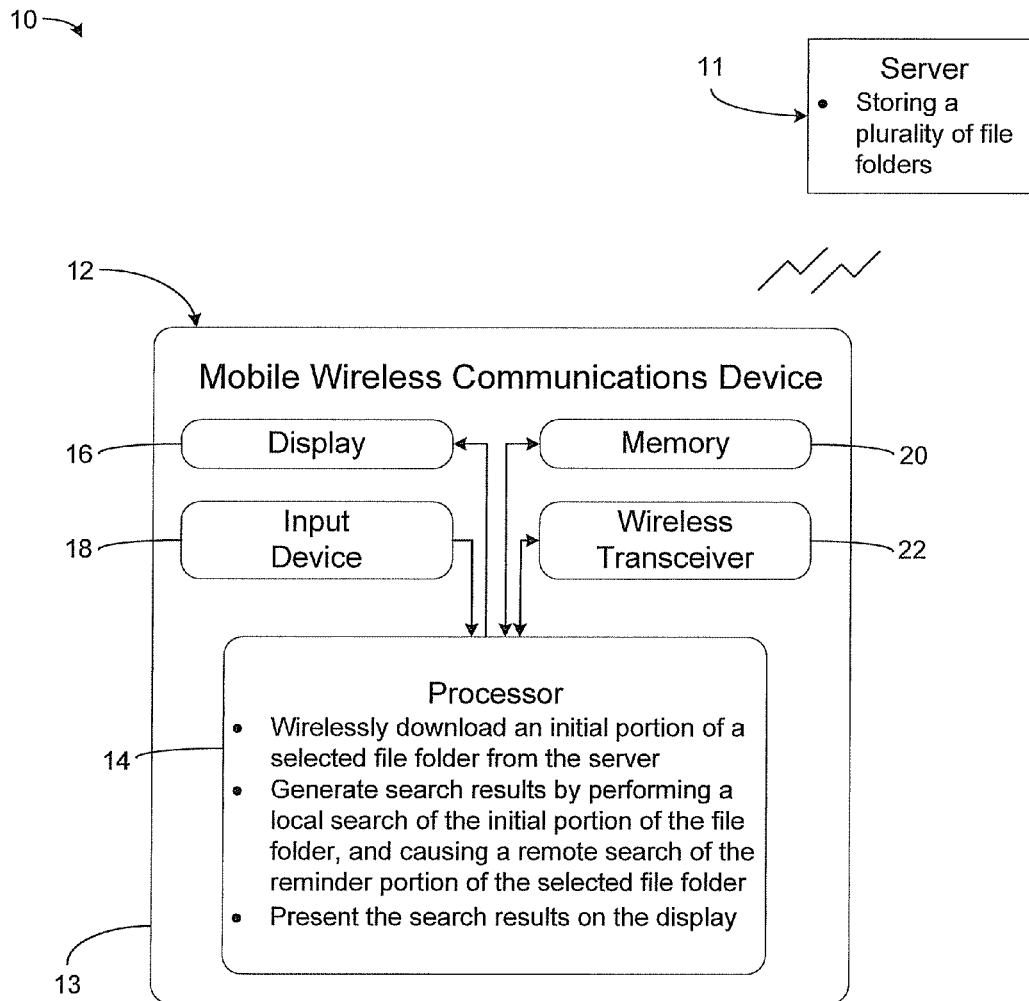 10
11
Server
• Storing a
plurality of file
folders
12
Mobile Wireless Communications Device
Display
Memory
16
20
Input
Device
Wireless
Transceiver
18
22
Processor
• Wirelessly download an initial portion of a
selected file folder from the server
14
• Generate search results by performing a
local search of the initial portion of the file
folder, and causing a remote search of the
reminder portion of the selected file folder
• Present the search results on the display
13